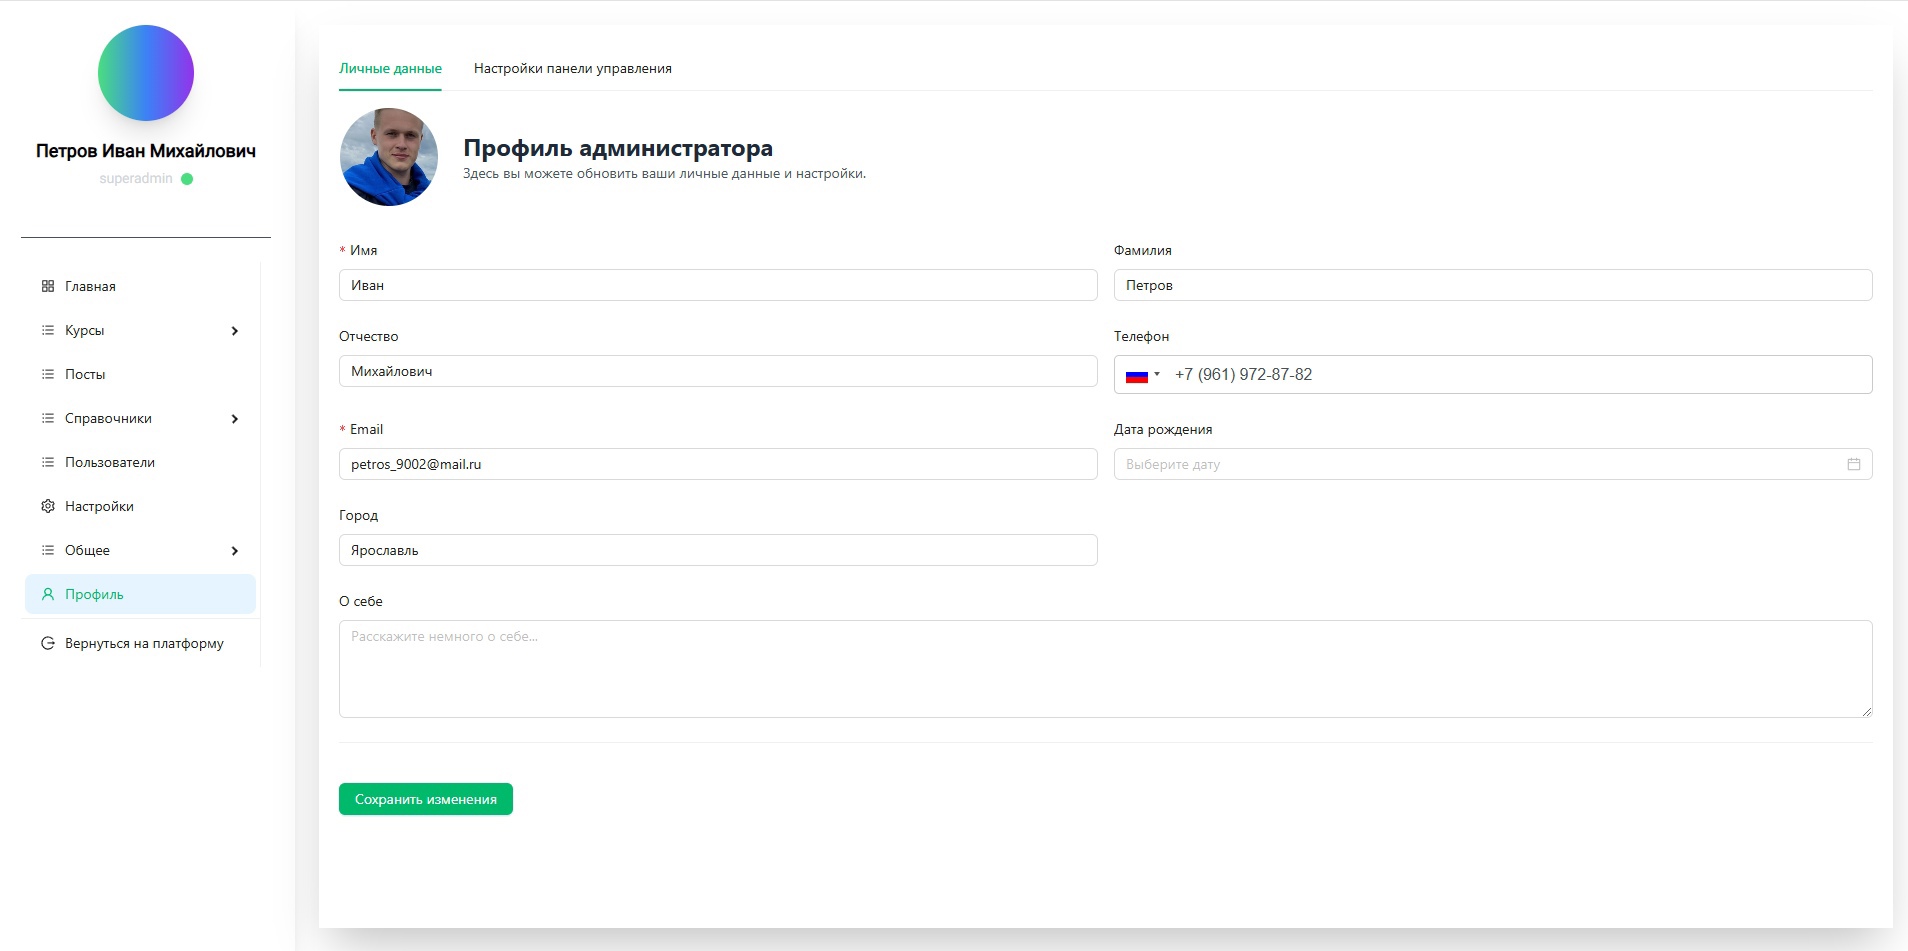 Петров Иван Михайлович
superadmin
Главная
Курсы
Посты
Справочники
Пользователи
Настройки
Общее
Профиль
Вернуться на платформу
Личные данные
Настройки панели управления
Профиль администратора
Здесь вы можете обновить ваши личные данные и настройки.
* Имя
Иван
Фамилия
Петров
Отчество
Михайлович
Телефон
+7 (961) 972-87-82
* Email
petros_9002@mail.ru
Дата рождения
Выберите дату
Город
Ярославль
О себе
Расскажите немного о себе...
Сохранить изменения